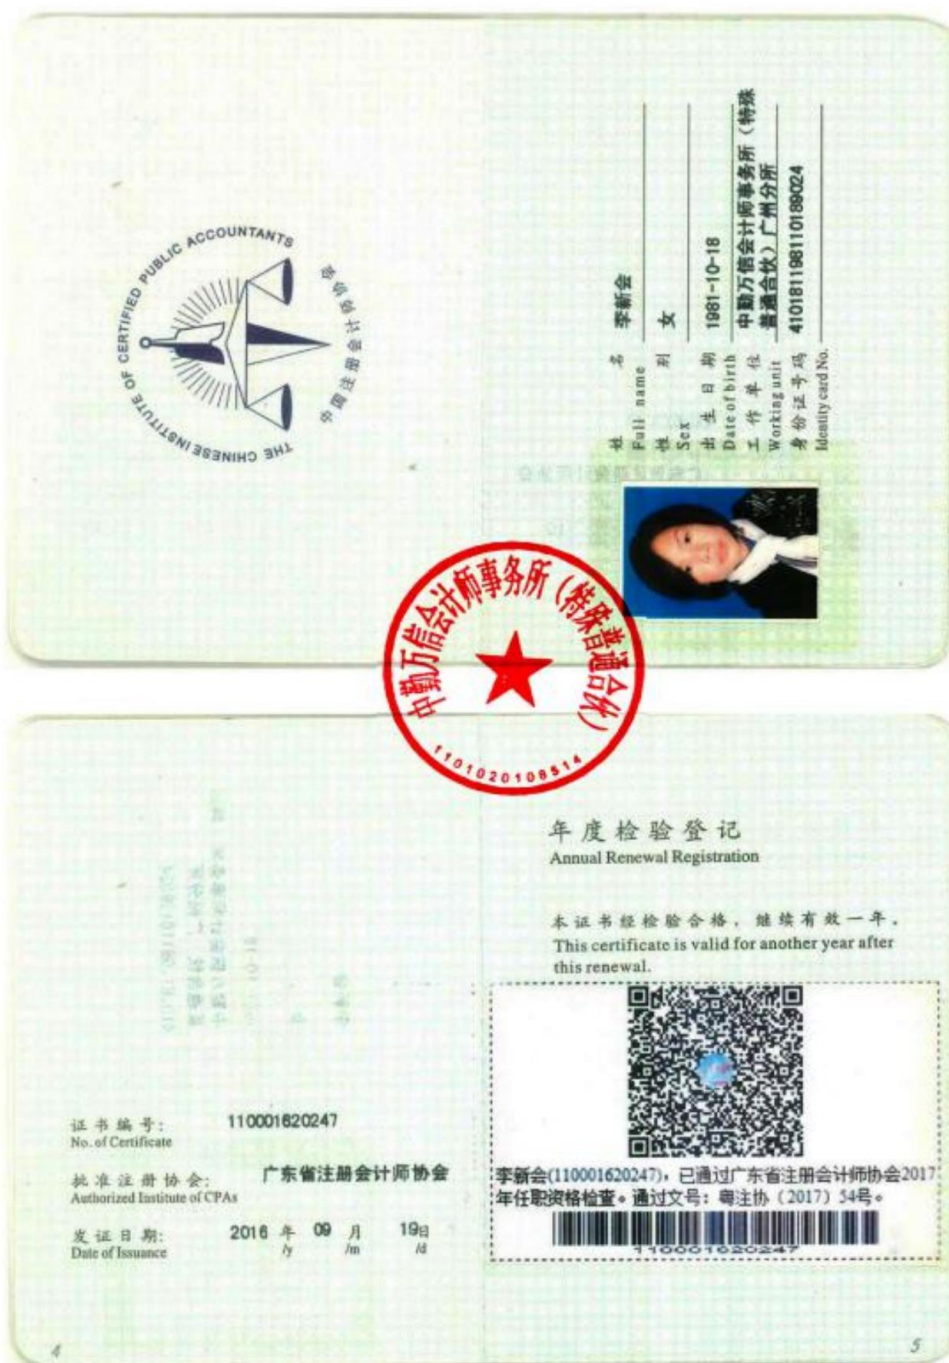 THE CHINESE INSTITUTE OF CERTIFIED PUBLIC ACCOUNTANTS
中国注册会计师协会
姓 名 李新会
Full name
性 别 女
Sex
出生日期 1981-10-18
Date of birth
工作单位 中勤万信会计师事务所（特殊
普通合伙）广州分所
Working unit
身份证号码 410181198110189024
Identity card No.
中勤万信会计师事务所（特殊普通合伙）
1101020108514
年度检验登记
Annual Renewal Registration
本证书经检验合格，继续有效一年。
This certificate is valid for another year after
this renewal.
证书编号： 110001620247
No. of Certificate
批准注册协会： 广东省注册会计师协会
Authorized Institute of CPAs
发证日期： 2016 年 09 月 19日
Date of Issuance /y /m /d
李新会(110001620247)，已通过广东省注册会计师协会2017
年任职资格检查。通过文号：粤注协（2017）54号。
110001620247
4
5